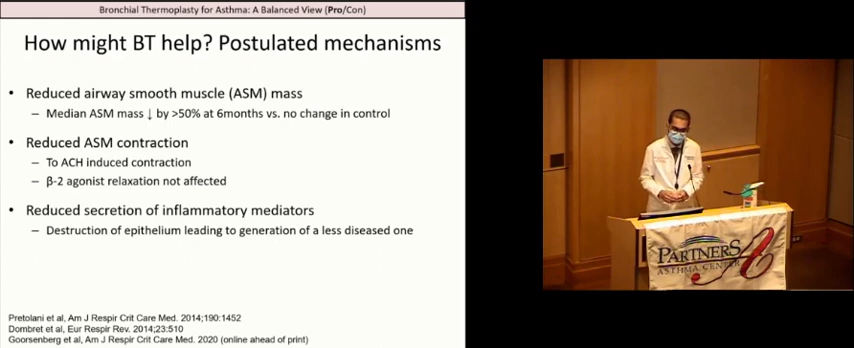 Bronchial Thermoplasty for Asthma: A Balanced View (Pro/Con)
How might BT help? Postulated mechanisms
• Reduced airway smooth muscle (ASM) mass
– Median ASM mass ↓ by >50% at 6months vs. no change in control
• Reduced ASM contraction
– To ACH induced contraction
– β-2 agonist relaxation not affected
• Reduced secretion of inflammatory mediators
– Destruction of epithelium leading to generation of a less diseased one
Pretolani et al, Am J Respir Crit Care Med. 2014;190:1452
Dombret et al, Eur Respir Rev. 2014;23:510
Goorsenberg et al, Am J Respir Crit Care Med. 2020 (online ahead of print)
PARTNERS
ASTHMA CENTER